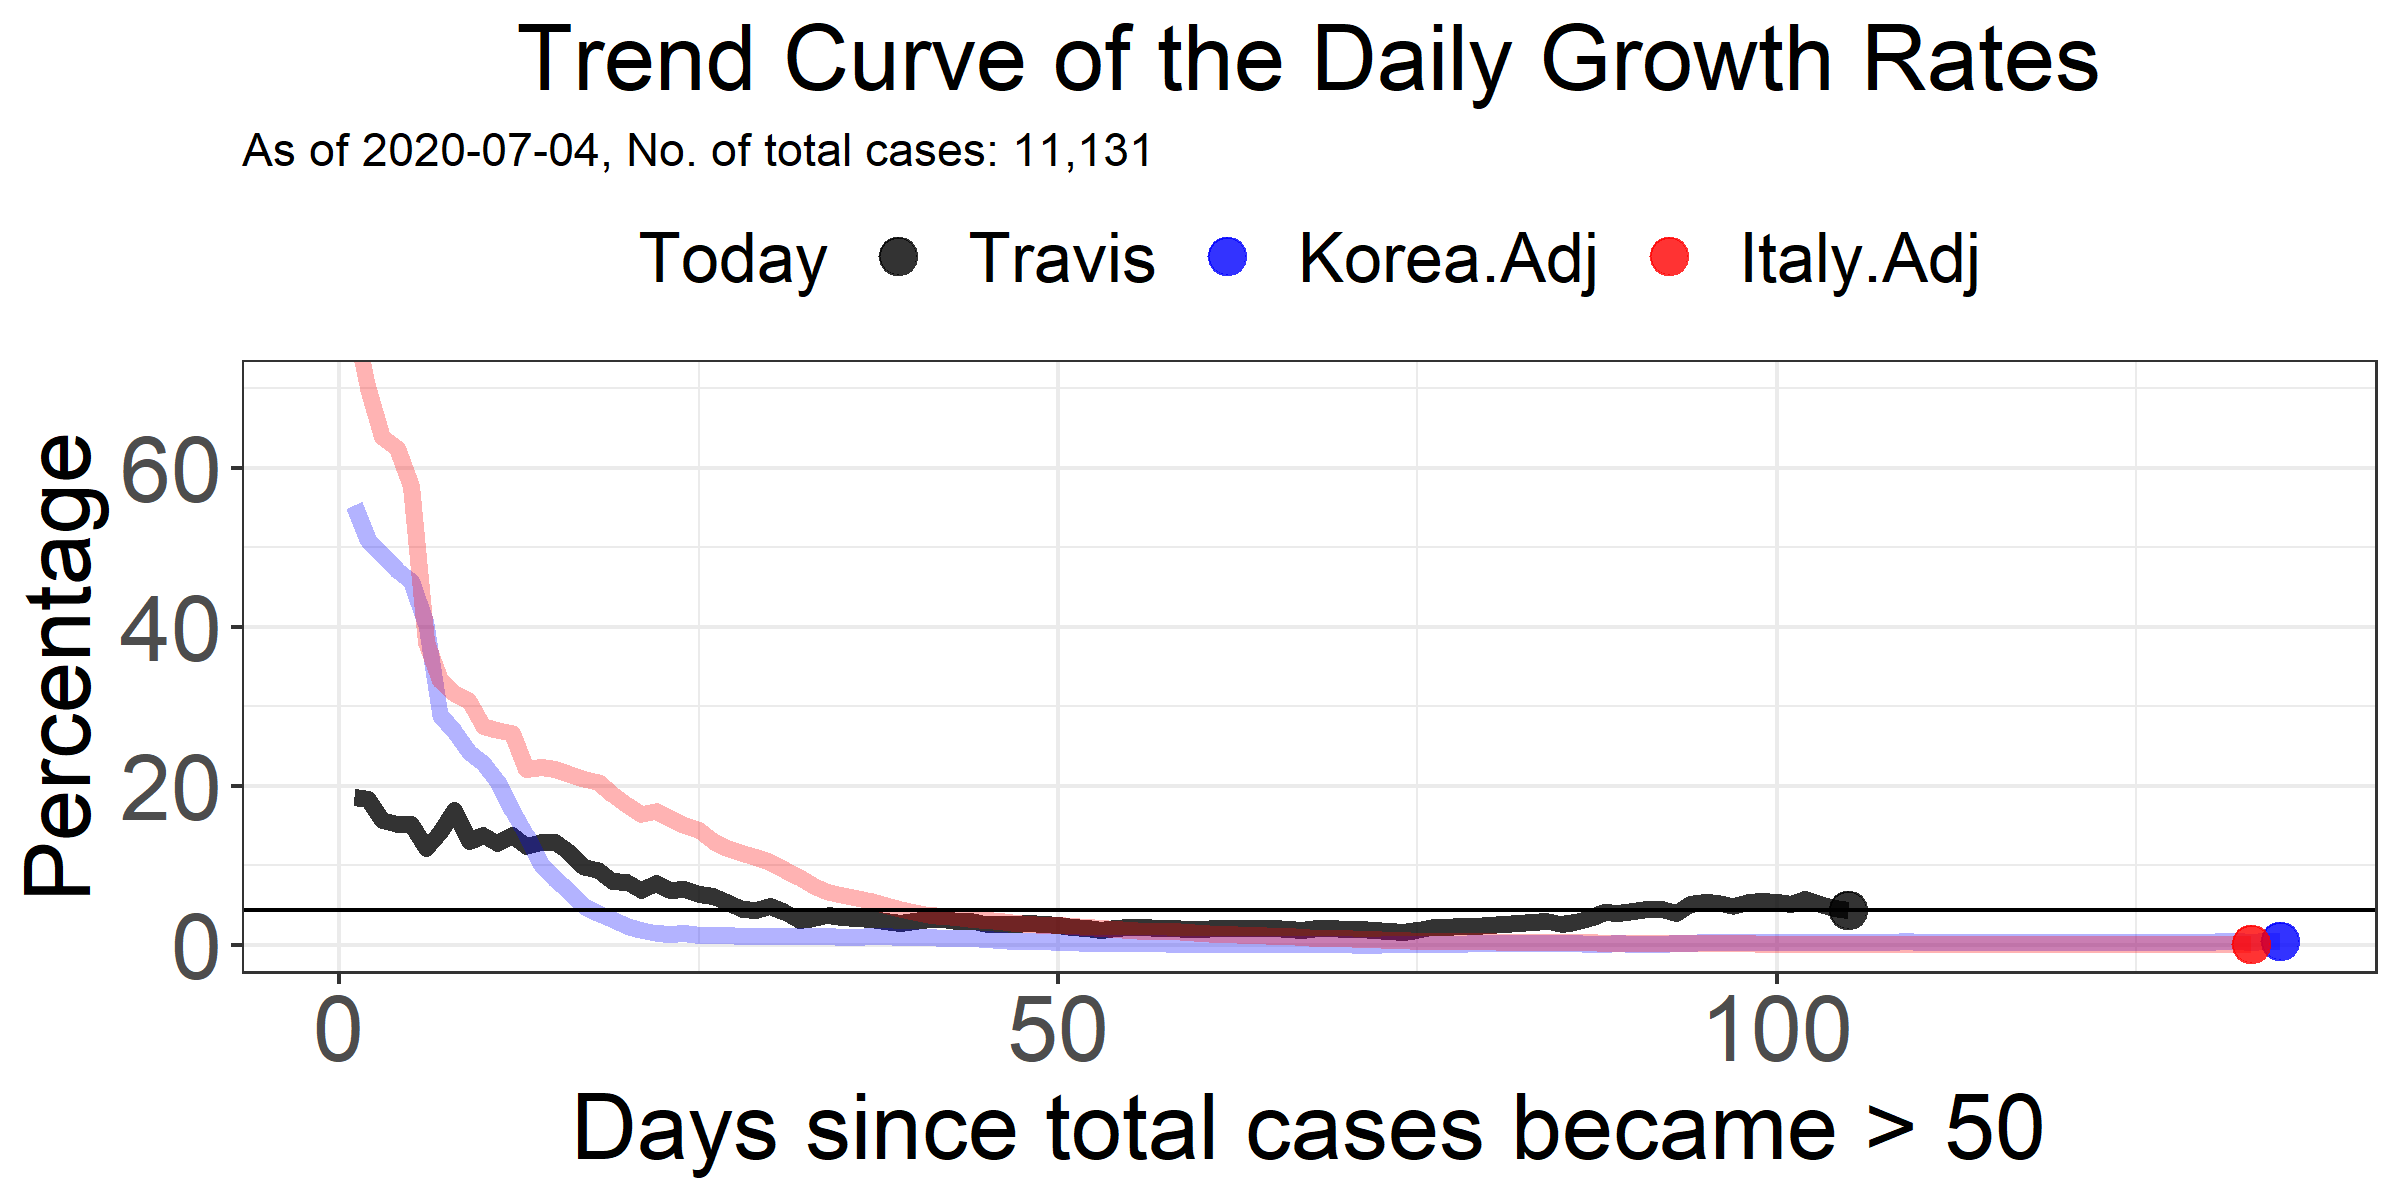 Trend Curve of the Daily Growth Rates
As of 2020-07-04, No. of total cases: 11,131
Today Travis Korea.Adj Italy.Adj
Percentage
60
40
20
0
0 50 100
Days since total cases became > 50